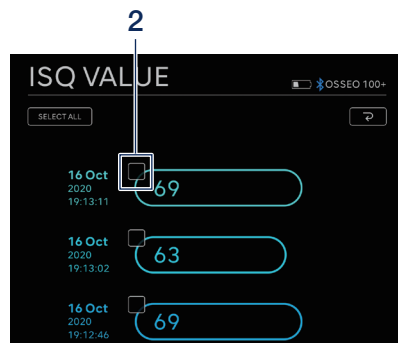 2
ISQ VALUE
OSSEO 100+
SELECT ALL
16 Oct
2020
19:13:11
69
16 Oct
2020
19:13:02
63
16 Oct
2020
19:12:46
69